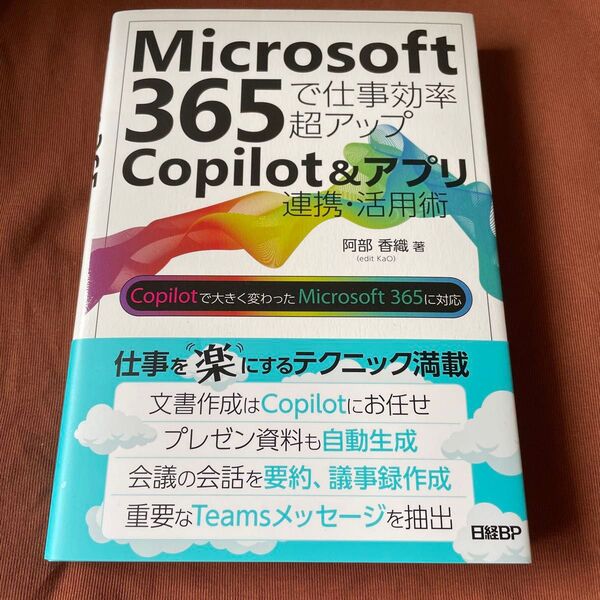 Microsoft
365で仕事効率
超アップ
Copilot&アプリ
連携・活用術
阿部 香織 著
(edit KaO)
Copilotで大きく変わったMicrosoft 365に対応
仕事を"楽"にするテクニック満載
文書作成はCopilotにお任せ
プレゼン資料も自動生成
会議の会話を要約、議事録作成
重要なTeamsメッセージを抽出
日経BP